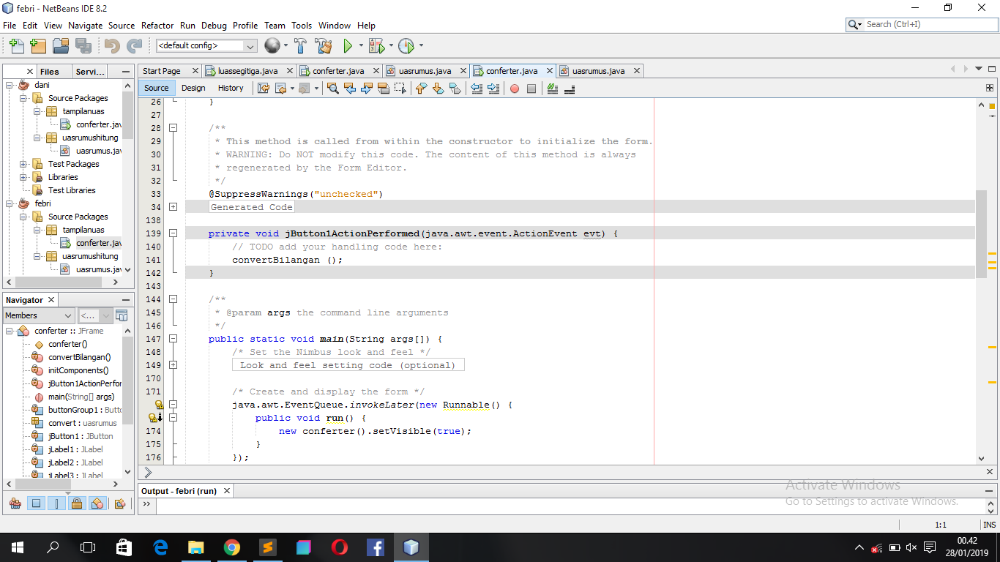 febri - NetBeans IDE 8.2
File Edit View Navigate Source Refactor Run Debug Profile Team Tools Window Help
Search (Ctrl+I)
<default config>
Files Servi...
Start Page luassegitiga.java conferter.java uasrumus.java conferter.java uasrumus.java
Source Design History
dani
Source Packages
tampilanuas
conferter.jav
uasrumushitung
uasrumus.jav
Test Packages
Libraries
Test Libraries
febri
Source Packages
tampilanuas
conferter.jav
uasrumushitung
uasrumus.jav
26 }
27
28 /**
29 * This method is called from within the constructor to initialize the form.
30 * WARNING: Do NOT modify this code. The content of this method is always
31 * regenerated by the Form Editor.
32 */
33 @SuppressWarnings("unchecked")
34 Generated Code
138
139 private void jButton1ActionPerformed(java.awt.event.ActionEvent evt) {
140 // TODO add your handling code here:
141 convertBilangan ();
142 }
143
144 /**
145 * @param args the command line arguments
146 */
147 public static void main(String args[]) {
148 /* Set the Nimbus look and feel */
149 Look and feel setting code (optional)
170
171 /* Create and display the form */
java.awt.EventQueue.invokeLater(new Runnable() {
public void run() {
174 new conferter().setVisible(true);
175 }
176 });
Navigator
Members <...
conferter :: JFrame
conferter()
convertBilangan()
initComponents()
jButton1ActionPerfor
main(String[] args)
buttonGroup1 : Butt
convert : uasrumus
jButton1 : JButton
jLabel1 : JLabel
jLabel2 : JLabel
jLabel3 : JLabel
Output - febri (run)
Activate Windows
Go to Settings to activate Windows.
1:1 INS
00.42
28/01/2019